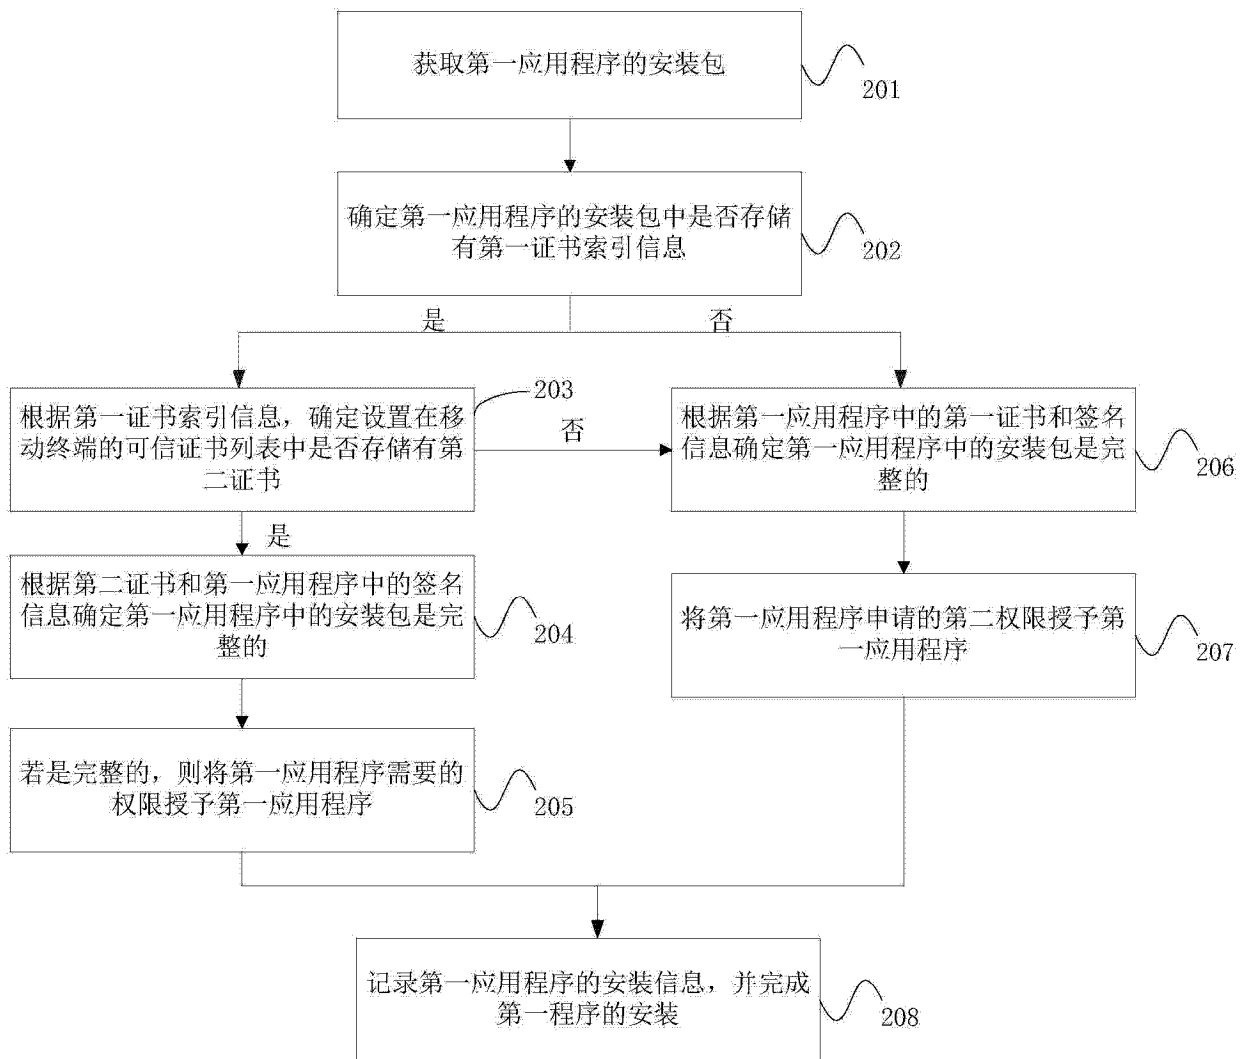 获取第一应用程序的安装包
201
确定第一应用程序的安装包中是否存储
有第一证书索引信息
202
是
否
根据第一证书索引信息，确定设置在移
动终端的可信证书列表中是否存储有第
二证书
203
否
根据第一应用程序中的第一证书和签名
信息确定第一应用程序中的安装包是完
整的
206
是
根据第二证书和第一应用程序中的签名
信息确定第一应用程序中的安装包是完
整的
204
将第一应用程序申请的第二权限授予第
一应用程序
207
若是完整的，则将第一应用程序需要的
权限授予第一应用程序
205
记录第一应用程序的安装信息，并完成
第一程序的安装
208